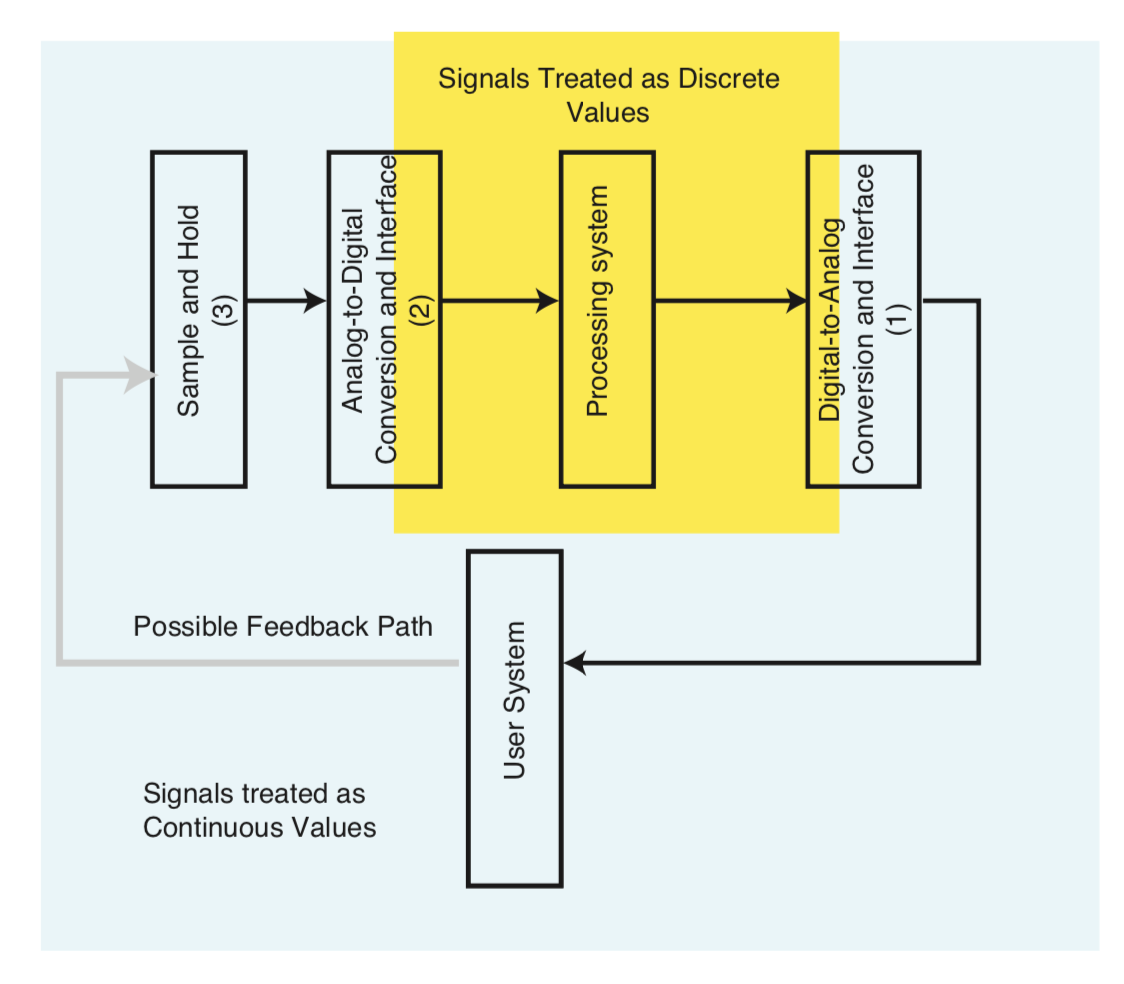 Signals Treated as Discrete
Values
Sample and Hold
(3)
Analog-to-Digital
Conversion and Interface
(2)
Processing system
Digital-to-Analog
Conversion and Interface
(1)
Possible Feedback Path
User System
Signals treated as
Continuous Values